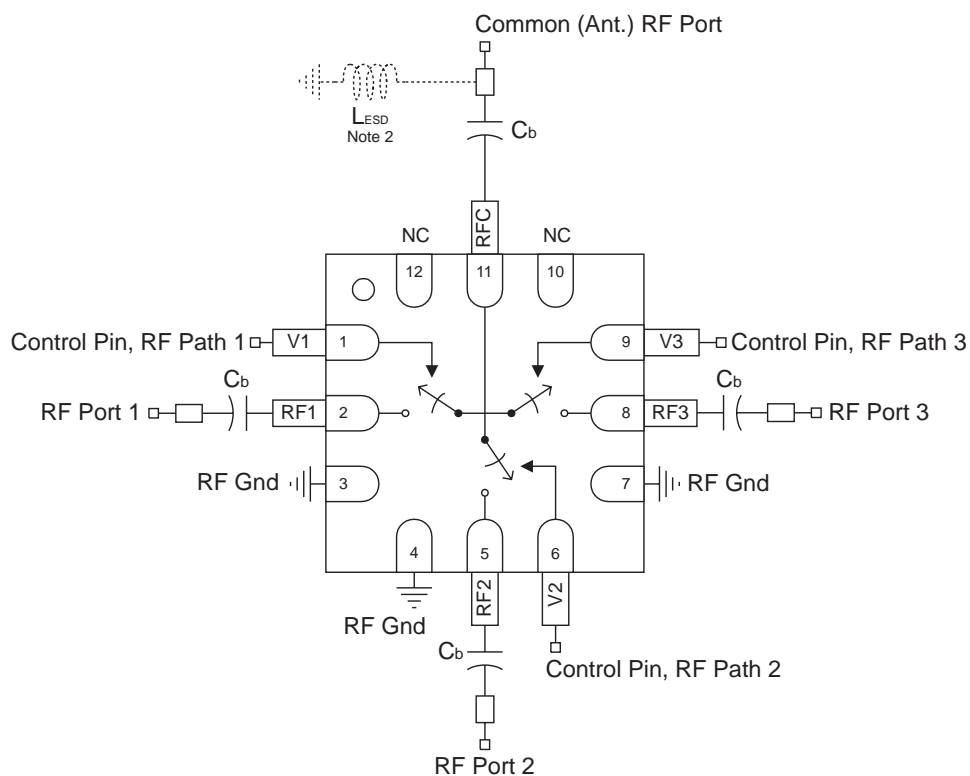 Common (Ant.) RF Port
LESD
Note 2
Cb
RFC
NC
NC
12
11
10
Control Pin, RF Path 1
V1
1
9
V3
Control Pin, RF Path 3
Cb
Cb
RF Port 1
RF1
2
8
RF3
RF Port 3
RF Gnd
3
7
RF Gnd
4
5
6
RF2
V2
RF Gnd
Cb
Control Pin, RF Path 2
RF Port 2